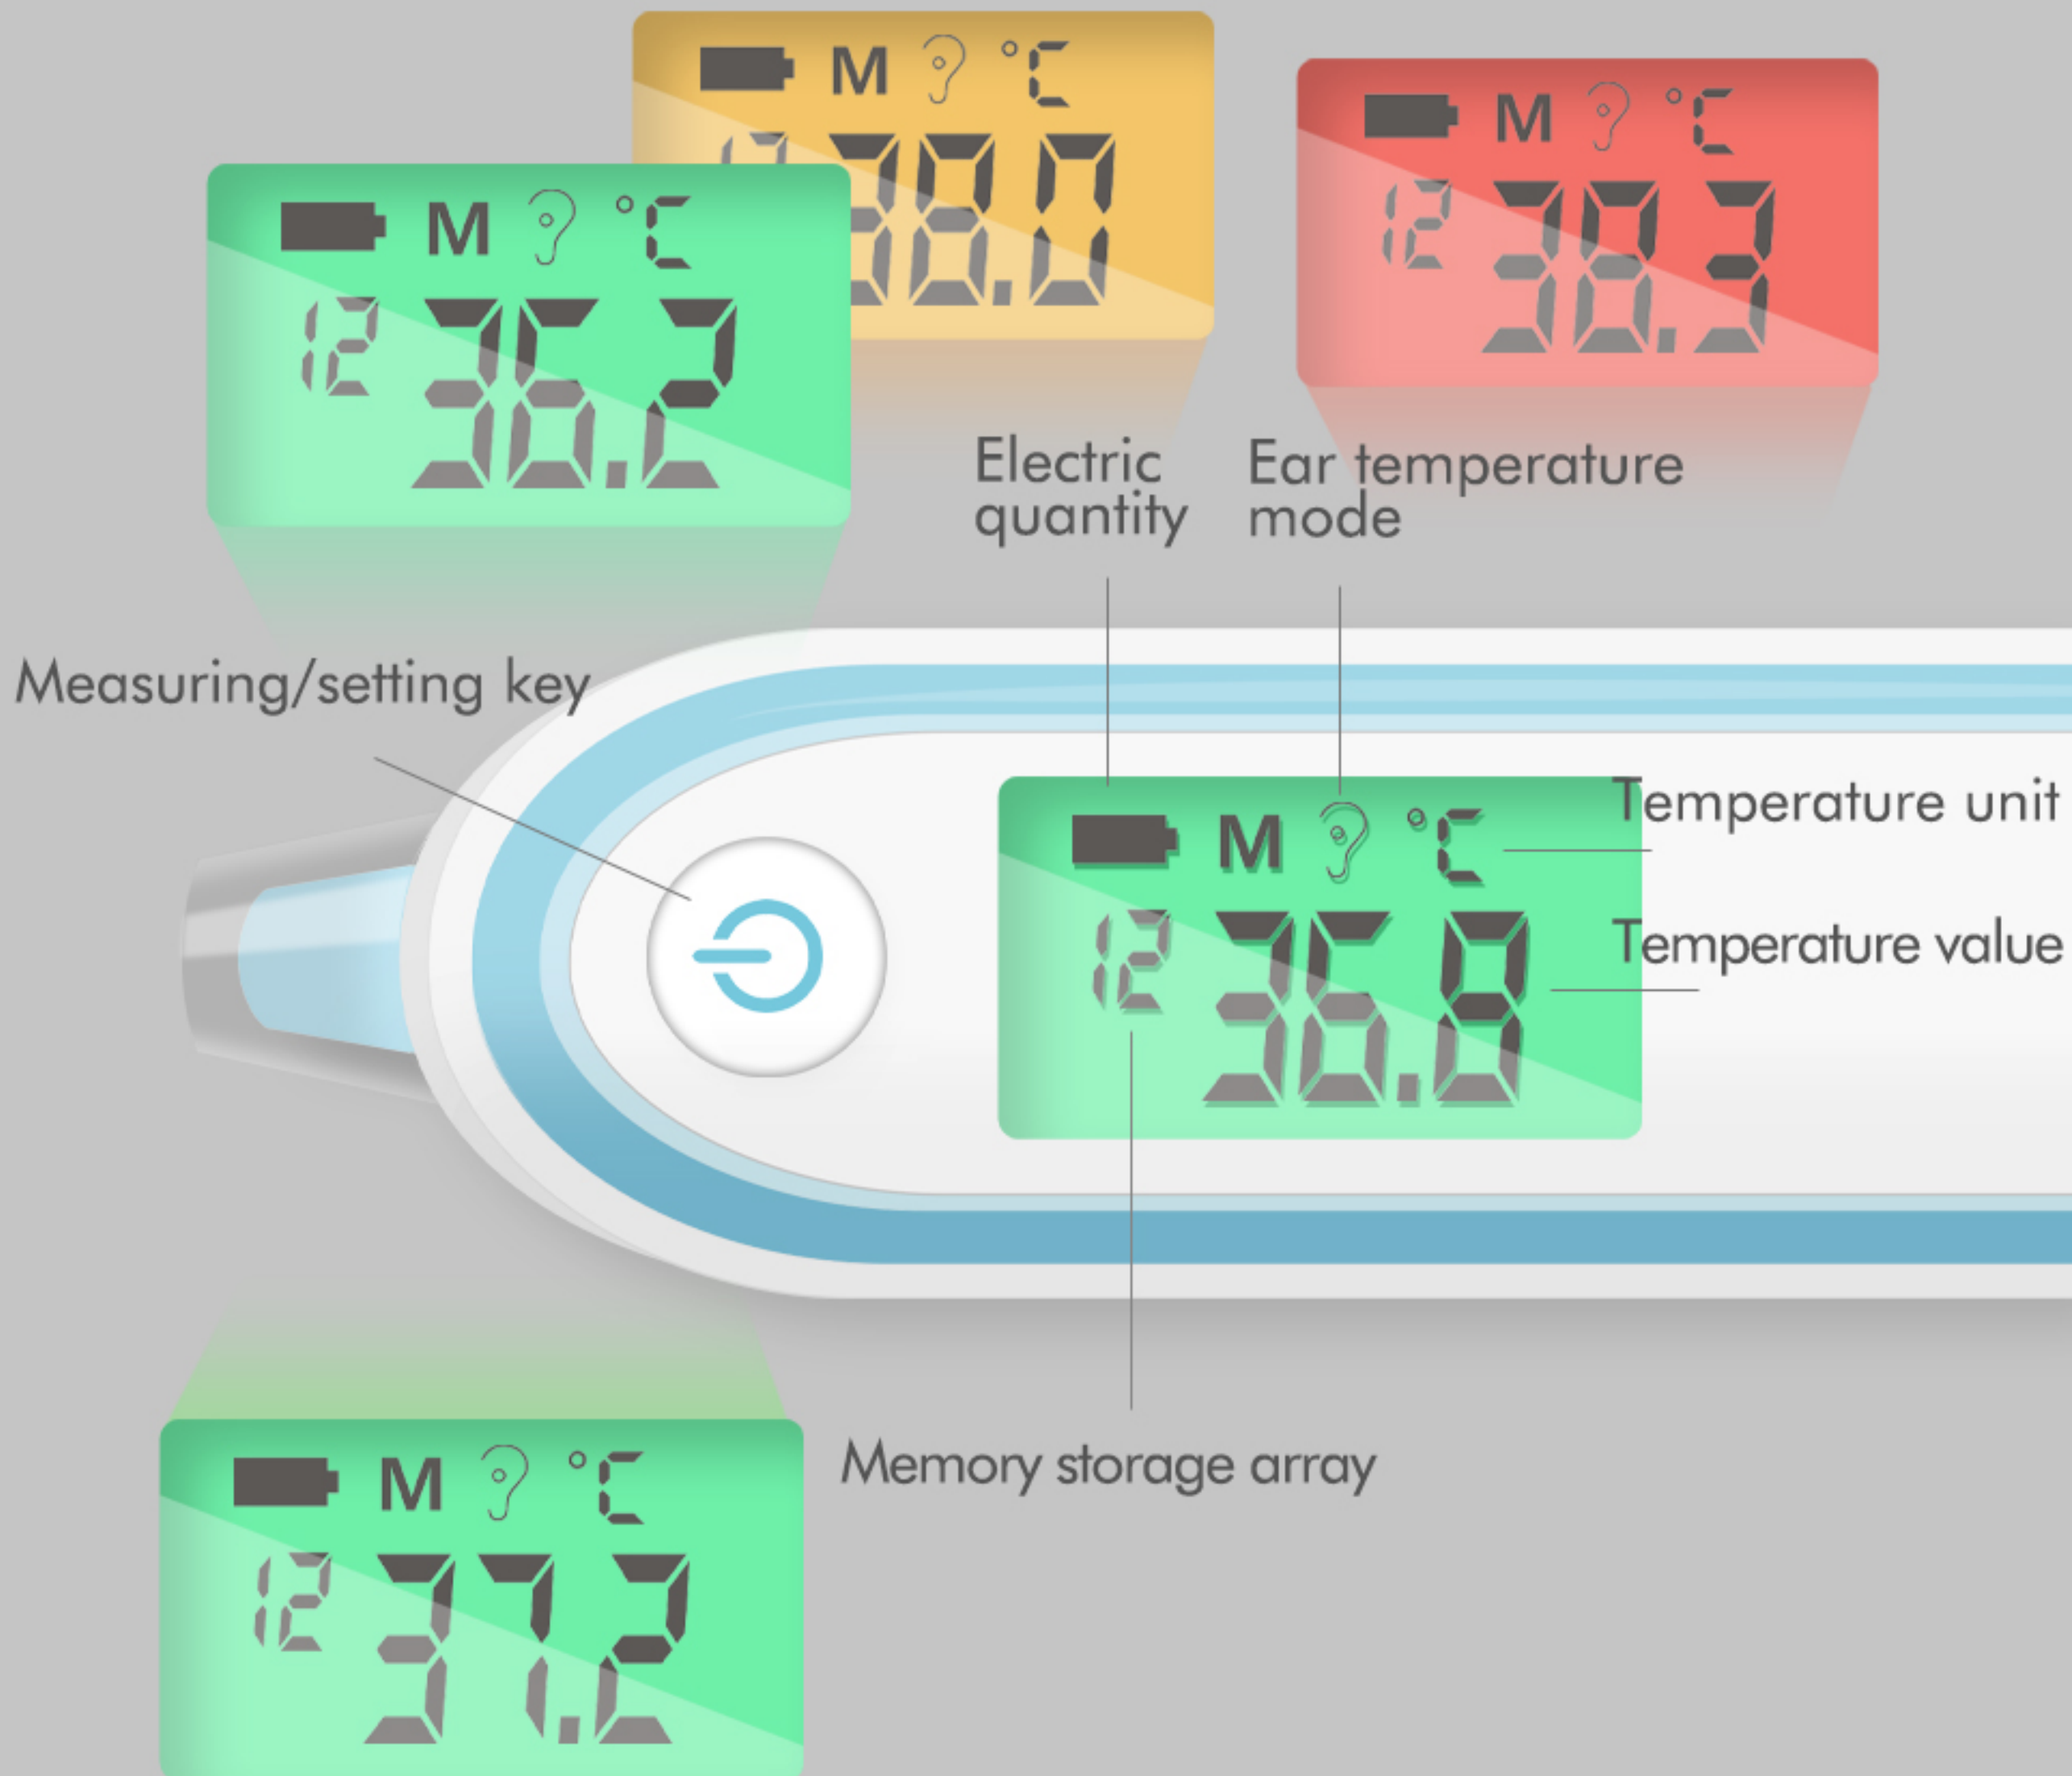 M °C
12 38.0
M °C
12 38.3
M °C
12 36.2
Electric
quantity
Ear temperature
mode
Measuring/setting key
M °C
12 36.8
Temperature unit
Temperature value
Memory storage array
M °C
12 37.2